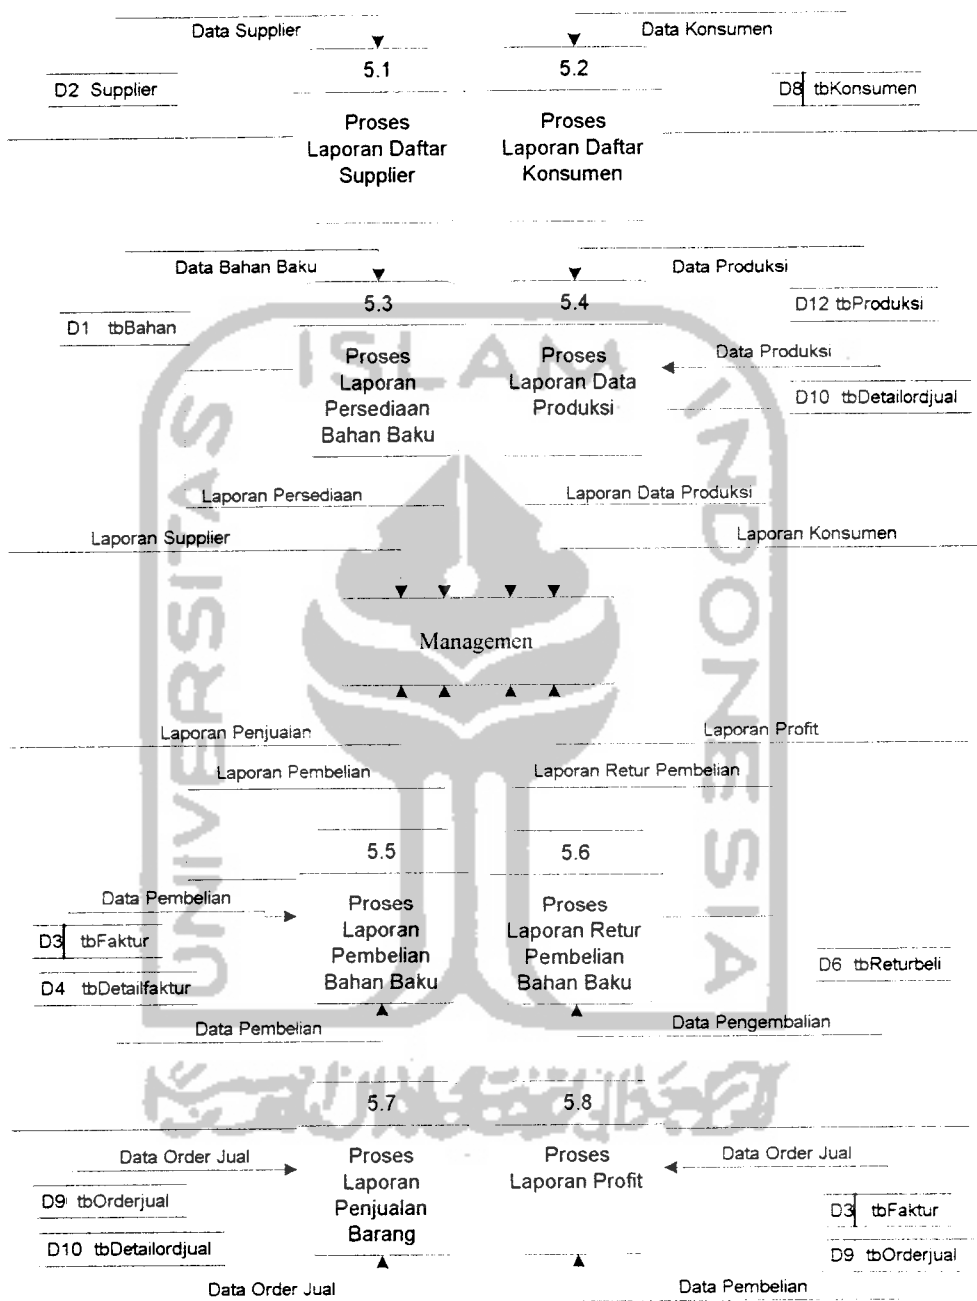 Data Supplier
Data Konsumen
5.1
5.2
D2 Supplier
D8 tbKonsumen
Proses
Laporan Daftar
Supplier
Proses
Laporan Daftar
Konsumen
Data Bahan Baku
Data Produksi
5.3
5.4
D1 tbBahan
D12 tbProduksi
Proses
Laporan
Persediaan
Bahan Baku
Proses
Laporan Data
Produksi
Data Produksi
D10 tbDetailordjual
Laporan Persediaan
Laporan Data Produksi
Laporan Supplier
Laporan Konsumen
Managemen
Laporan Penjualan
Laporan Profit
Laporan Pembelian
Laporan Retur Pembelian
5.5
5.6
Data Pembelian
Proses
Laporan
Pembelian
Bahan Baku
Proses
Laporan Retur
Pembelian
Bahan Baku
D3 tbFaktur
D4 tbDetailfaktur
D6 tbReturbeli
Data Pembelian
Data Pengembalian
5.7
5.8
Data Order Jual
Proses
Laporan
Penjualan
Barang
Proses
Laporan Profit
Data Order Jual
D9 tbOrderjual
D10 tbDetailordjual
D3 tbFaktur
D9 tbOrderjual
Data Order Jual
Data Pembelian
UNIVERSITAS
ISLAM
INDONESIA